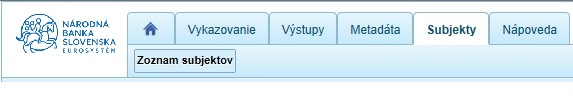 NÁRODNÁ
BANKA
SLOVENSKA
EUROSYSTÉM
Vykazovanie
Výstupy
Metadáta
Subjekty
Nápoveda
Zoznam subjektov